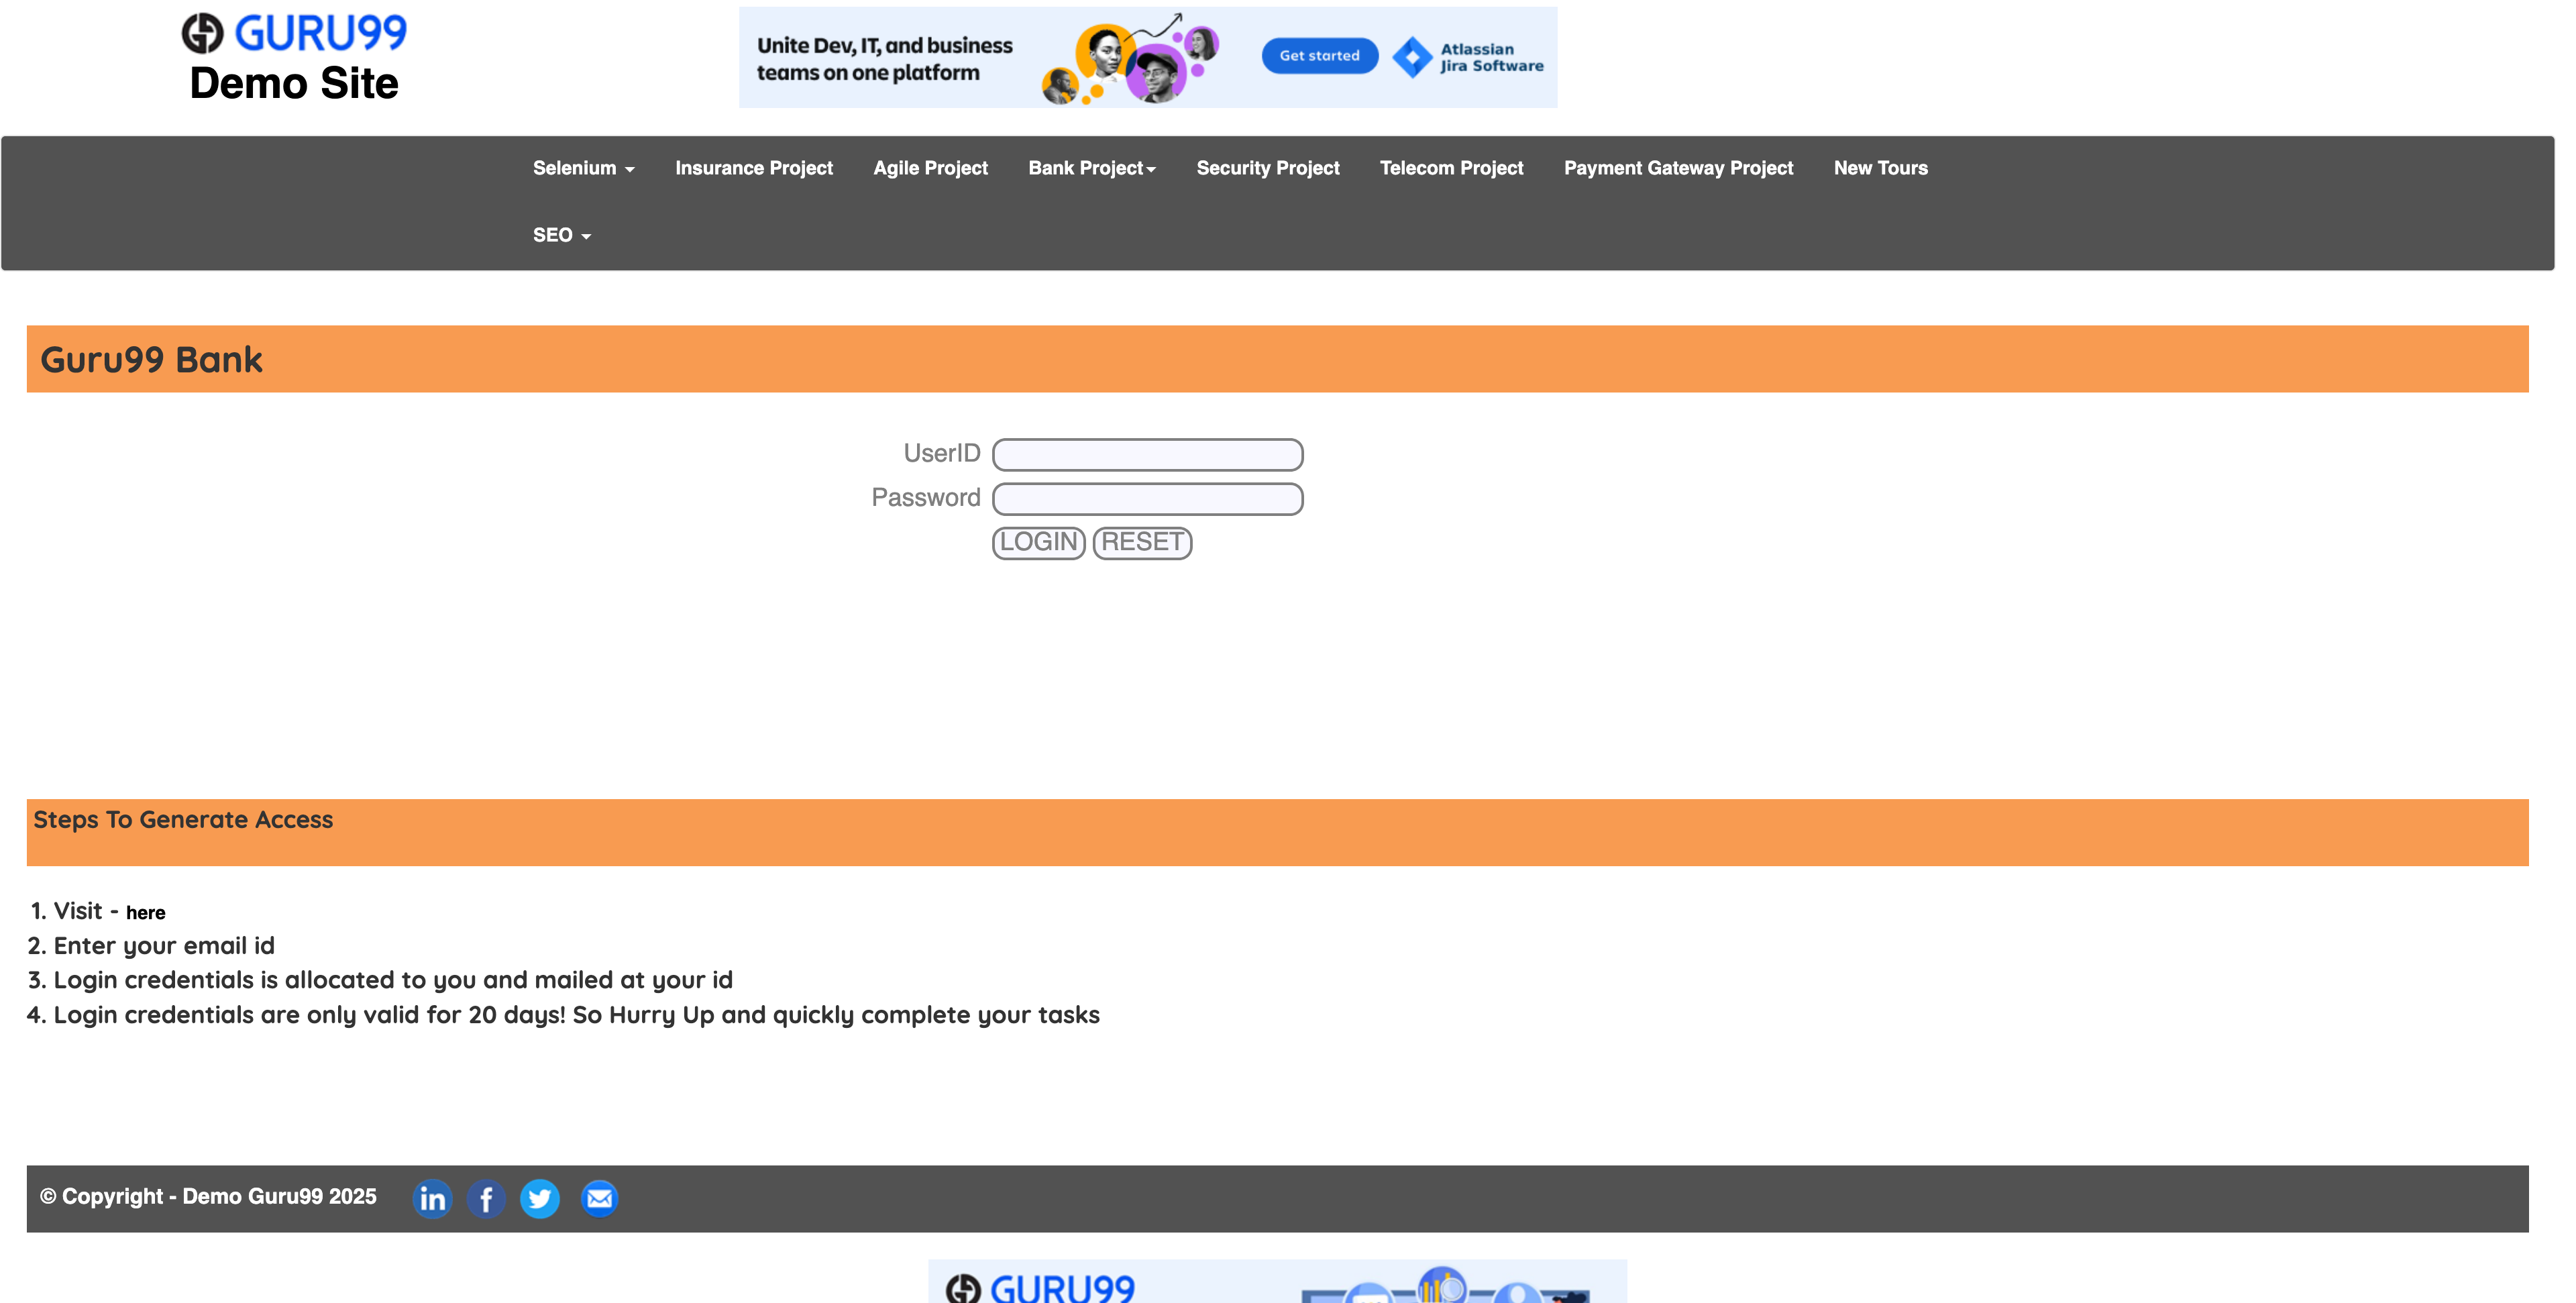 GURU99
Demo Site
Unite Dev, IT, and business
teams on one platform
Get started
Atlassian
Jira Software
Selenium
Insurance Project
Agile Project
Bank Project
Security Project
Telecom Project
Payment Gateway Project
New Tours
SEO
Guru99 Bank
UserID
Password
LOGIN RESET
Steps To Generate Access
1. Visit - here
2. Enter your email id
3. Login credentials is allocated to you and mailed at your id
4. Login credentials are only valid for 20 days! So Hurry Up and quickly complete your tasks
© Copyright - Demo Guru99 2025
in f
GURU99